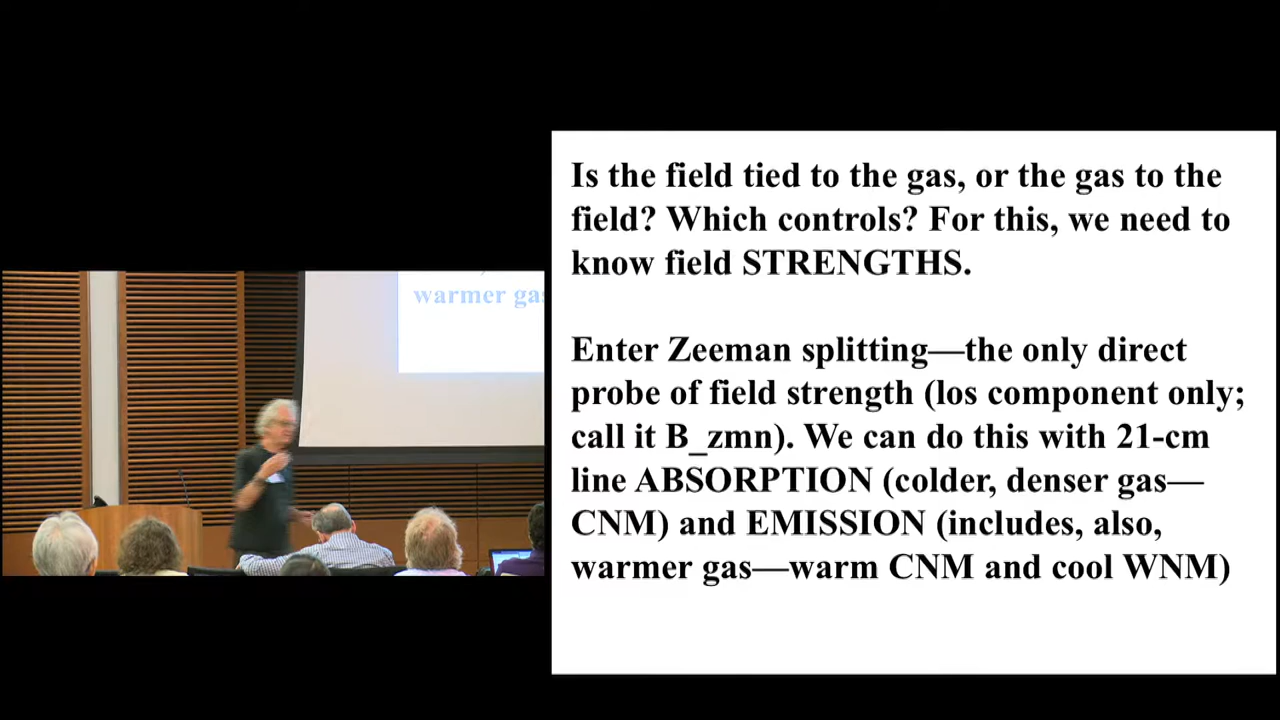 Is the field tied to the gas, or the gas to the
field? Which controls? For this, we need to
know field STRENGTHS.
Enter Zeeman splitting—the only direct
probe of field strength (los component only;
call it B_zmn). We can do this with 21-cm
line ABSORPTION (colder, denser gas—
CNM) and EMISSION (includes, also,
warmer gas—warm CNM and cool WNM)
warmer gas